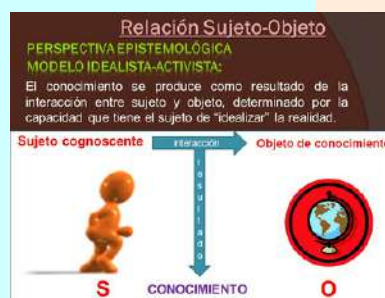 Relación Sujeto-Objeto
PERSPECTIVA EPISTEMOLÓGICA
MODELO IDEALISTA-ACTIVISTA:
El conocimiento se produce como resultado de la
interacción entre sujeto y objeto, determinado por la
capacidad que tiene el sujeto de "idealizar" la realidad.
Sujeto cognoscente
interacción
Objeto de conocimiento
resultado
S
CONOCIMIENTO
O